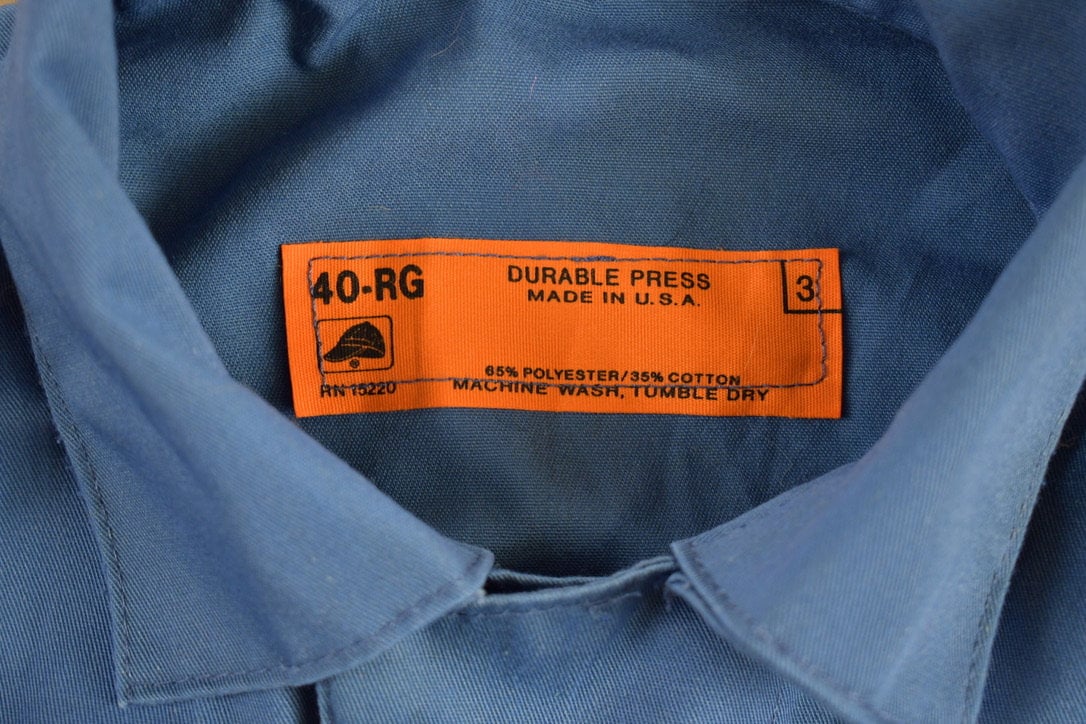 40-RG
DURABLE PRESS
MADE IN U.S.A.
3
®
RN 15220
65% POLYESTER/35% COTTON
MACHINE WASH, TUMBLE DRY